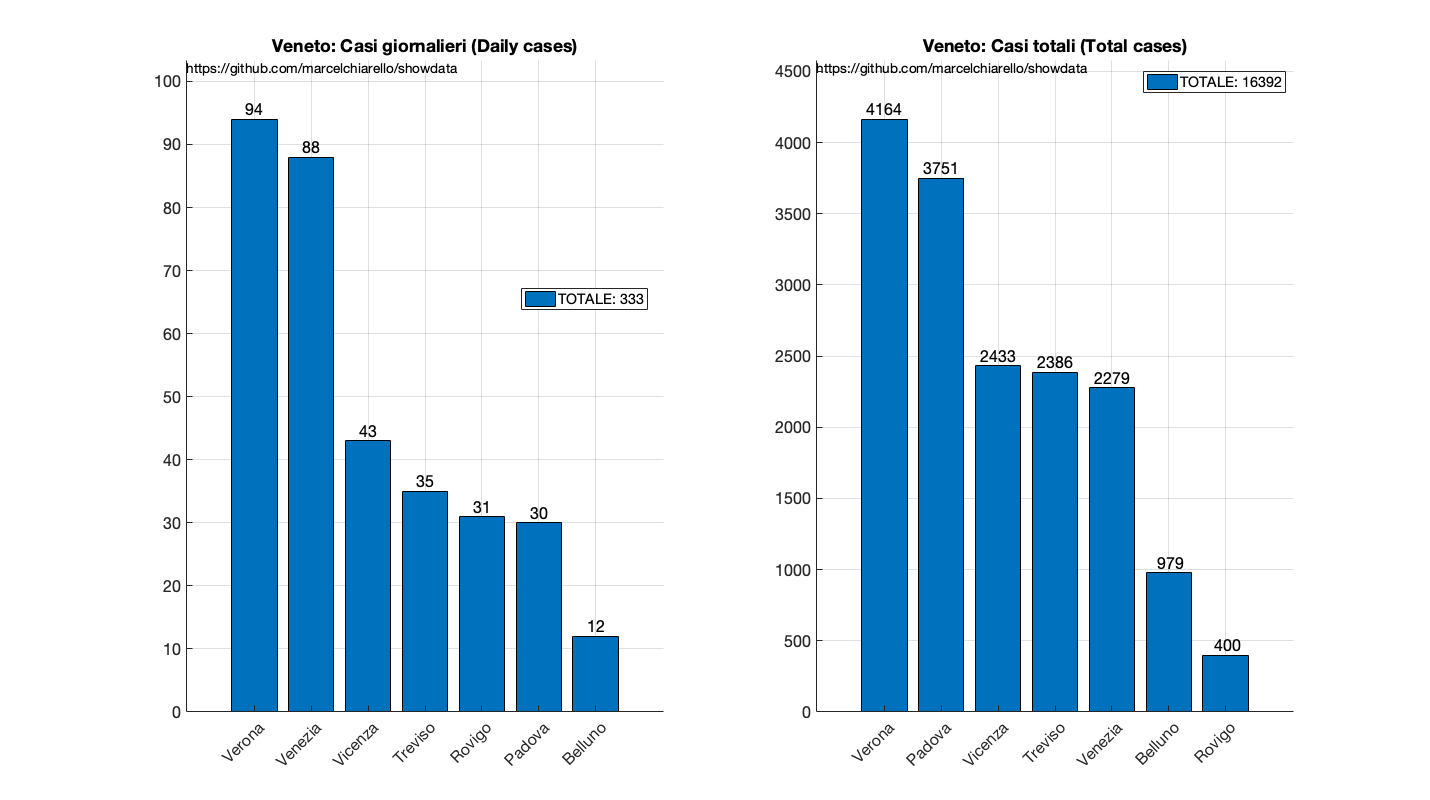 Veneto: Casi giornalieri (Daily cases)
https://github.com/marcelchiarello/showdata
100
90
80
70
60
50
40
30
20
10
0
94
88
43
35
31
30
12
TOTALE: 333
Verona
Venezia
Vicenza
Treviso
Rovigo
Padova
Belluno
Veneto: Casi totali (Total cases)
https://github.com/marcelchiarello/showdata
4500
4000
3500
3000
2500
2000
1500
1000
500
0
TOTALE: 16392
4164
3751
2433
2386
2279
979
400
Verona
Padova
Vicenza
Treviso
Venezia
Belluno
Rovigo